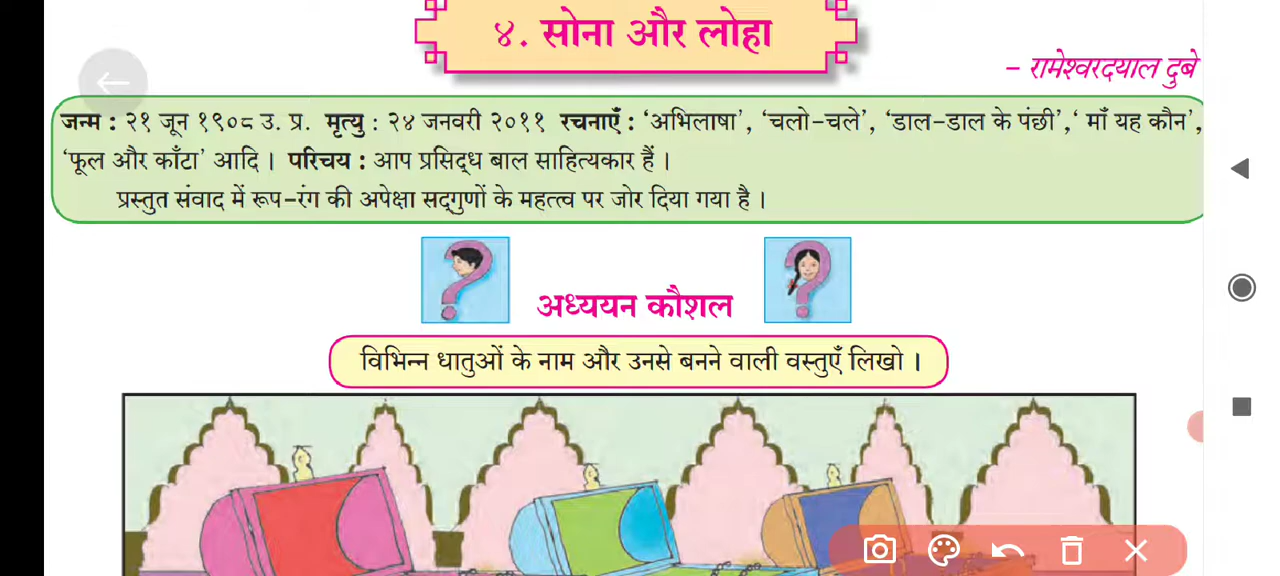 ४. सोना और लोहा
– रामेश्वरदयाल दुबे
जन्म : २१ जून १९०८ उ. प्र. मृत्यु : २४ जनवरी २०११ रचनाएँ : ‘अभिलाषा’, ‘चलो-चले’, ‘डाल-डाल के पंछी’,‘ माँ यह कौन’,
‘फूल और काँटा’ आदि । परिचय : आप प्रसिद्ध बाल साहित्यकार हैं ।
प्रस्तुत संवाद में रूप-रंग की अपेक्षा सद्गुणों के महत्त्व पर जोर दिया गया है ।
अध्ययन कौशल
विभिन्न धातुओं के नाम और उनसे बनने वाली वस्तुएँ लिखो ।